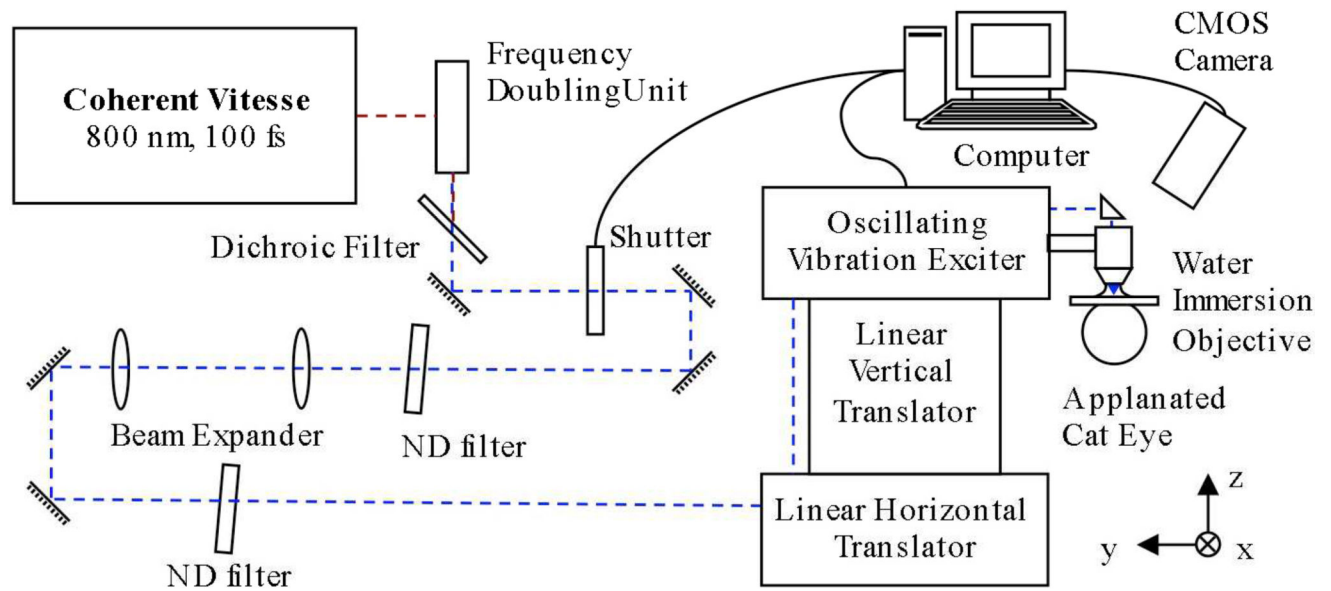 Coherent Vitesse
800 nm, 100 fs
Frequency
DoublingUnit
CMOS
Camera
Computer
Dichroic Filter
Shutter
Oscillating
Vibration Exciter
Water
Immersion
Objective
Linear
Vertical
Translator
Applanated
Cat Eye
Beam Expander
ND filter
ND filter
Linear Horizontal
Translator
z
y
x